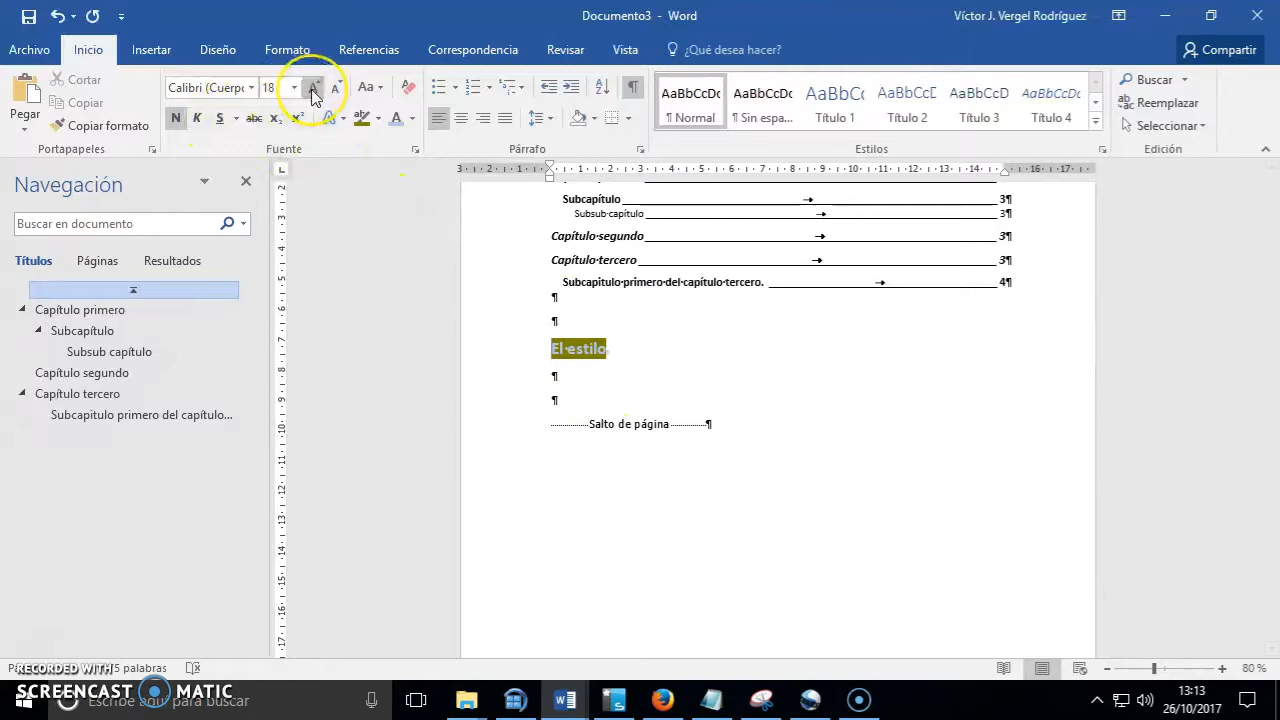 Documento3 - Word
Víctor J. Vergel Rodríguez
Archivo
Inicio
Insertar
Diseño
Formato
Referencias
Correspondencia
Revisar
Vista
¿Qué desea hacer?
Compartir
Pegar
Cortar
Copiar
Copiar formato
Portapapeles
Calibri (Cuerpo
18
Aa
N K S abc x₂ x²
Fuente
Párrafo
AaBbCcDc
¶ Normal
AaBbCcDc
¶ Sin espa...
AaBbCc
Título 1
AaBbCcD
Título 2
AaBbCcD
Título 3
AaBbCcDc
Título 4
Estilos
Buscar
Reemplazar
Seleccionar
Edición
Navegación
Buscar en documento
Títulos
Páginas
Resultados
Capítulo primero
Subcapítulo
Subsub capítulo
Capítulo segundo
Capítulo tercero
Subcapitulo primero del capítulo...
Subcapítulo → 3¶
Subsub·capítulo → 3¶
Capítulo·segundo → 3¶
Capítulo·tercero → 3¶
Subcapitulo·primero·del·capítulo·tercero. → 4¶
¶
¶
El·estilo.
¶
¶
Salto de página ¶
palabras
80 %
RECORDED WITH
SCREENCAST MATIC
Escribe aquí para buscar
13:13
26/10/2017